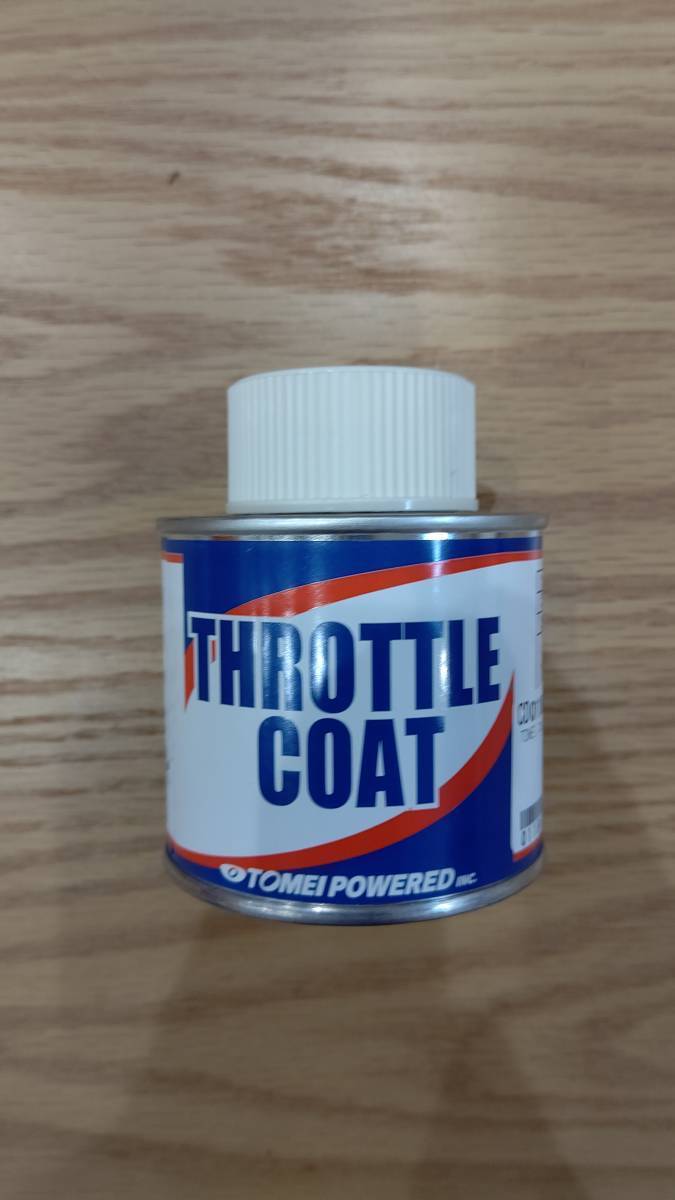 THROTTLE
COAT
TOMEI POWERED INC.